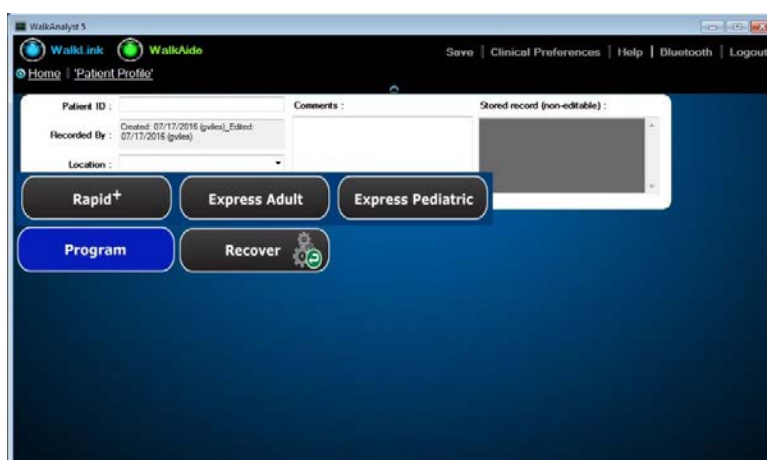 WalkAnalyst 5
WalkLink WalkAide Save | Clinical Preferences | Help | Bluetooth | Logout
Home | 'Patient Profile'
Patient ID : Comments : Stored record (non-editable) :
Recorded By : Created: 07/17/2016 (gviles)_Edited:
07/17/2016 (gviles)
Location :
Rapid+ Express Adult Express Pediatric
Program Recover